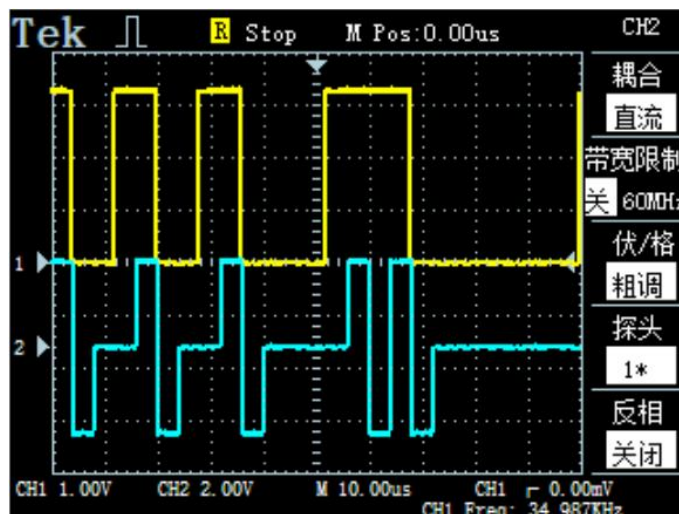 Tek R Stop M Pos:0.00us CH2
耦合
直流
带宽限制
关 60MHz
伏/格
1
粗调
探头
2
1*
反相
关闭
CH1 1.00V CH2 2.00V M 10.00us CH1 0.00mV
CH1 Freq: 34.987KHz